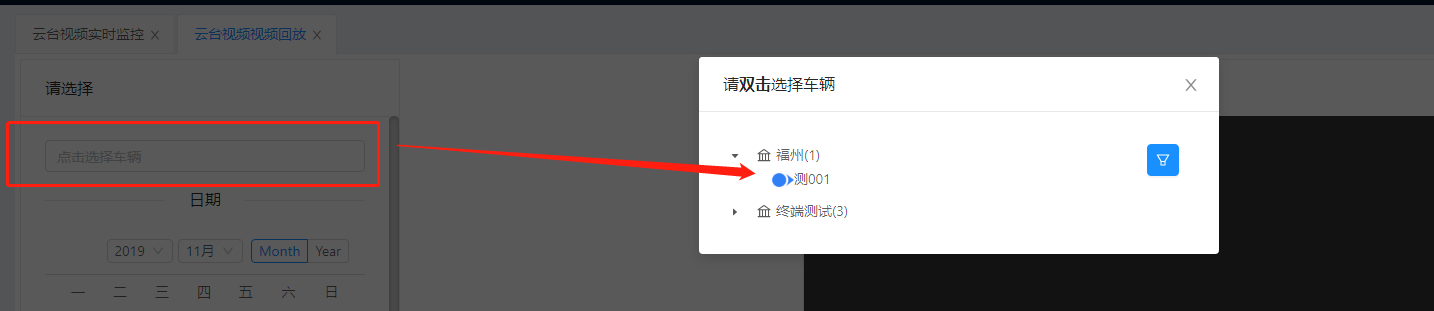 云台视频实时监控 X
云台视频视频回放 X
请选择
点击选择车辆
日期
2019 11月 Month Year
一 二 三 四 五 六 日
请双击选择车辆
福州(1)
测001
终端测试(3)